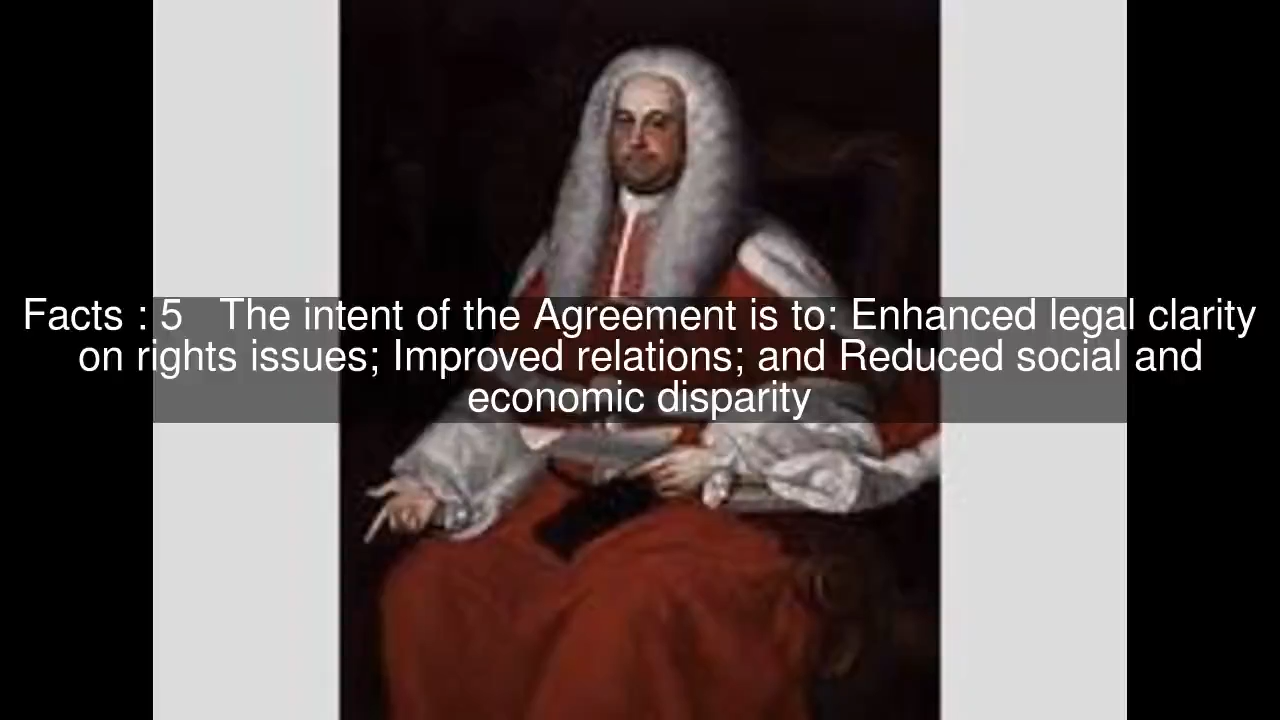 Facts : 5   The intent of the Agreement is to: Enhanced legal clarity
on rights issues; Improved relations; and Reduced social and
economic disparity